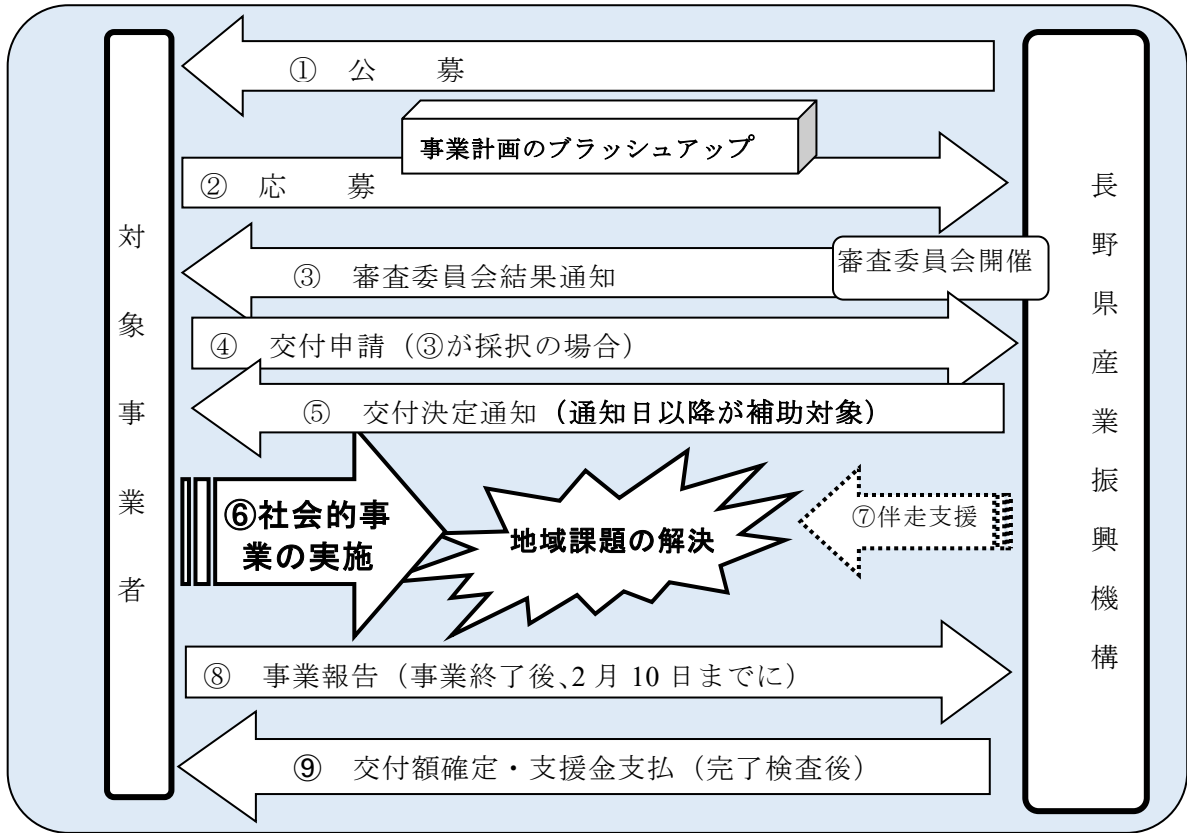 ① 公 募
事業計画のブラッシュアップ
② 応 募
審査委員会開催
③ 審査委員会結果通知
④ 交付申請（③が採択の場合）
⑤ 交付決定通知（通知日以降が補助対象）
⑥社会的事
業の実施
地域課題の解決
⑦伴走支援
⑧ 事業報告（事業終了後、2月10日までに）
⑨ 交付額確定・支援金支払（完了検査後）
対象事業者
長野県産業振興機構